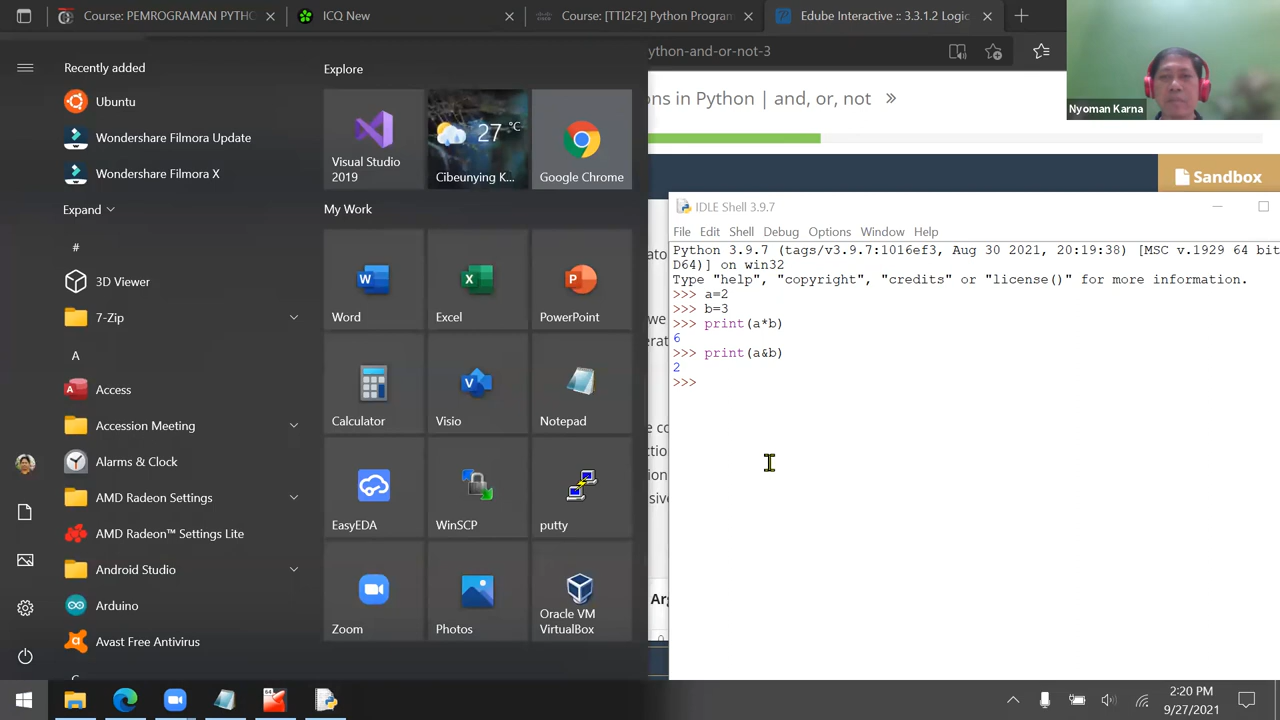 Course: PEMROGRAMAN PYTHO
ICQ New
Course: [TTI2F2] Python Program
Edube Interactive :: 3.3.1.2 Logic
ython-and-or-not-3
Recently added
Ubuntu
Wondershare Filmora Update
Wondershare Filmora X
Expand
#
3D Viewer
7-Zip
A
Access
Accession Meeting
Alarms & Clock
AMD Radeon Settings
AMD Radeon™ Settings Lite
Android Studio
Arduino
Avast Free Antivirus
Explore
Visual Studio
2019
27 °C
Cibeunying K...
Google Chrome
My Work
Word
Excel
PowerPoint
Calculator
Visio
Notepad
EasyEDA
WinSCP
putty
Zoom
Photos
Oracle VM
VirtualBox
ons in Python | and, or, not »
Nyoman Karna
Sandbox
IDLE Shell 3.9.7
File Edit Shell Debug Options Window Help
Python 3.9.7 (tags/v3.9.7:1016ef3, Aug 30 2021, 20:19:38) [MSC v.1929 64 bit
D64)] on win32
Type "help", "copyright", "credits" or "license()" for more information.
>>> a=2
>>> b=3
>>> print(a*b)
6
>>> print(a&b)
2
>>>
64
2:20 PM
9/27/2021